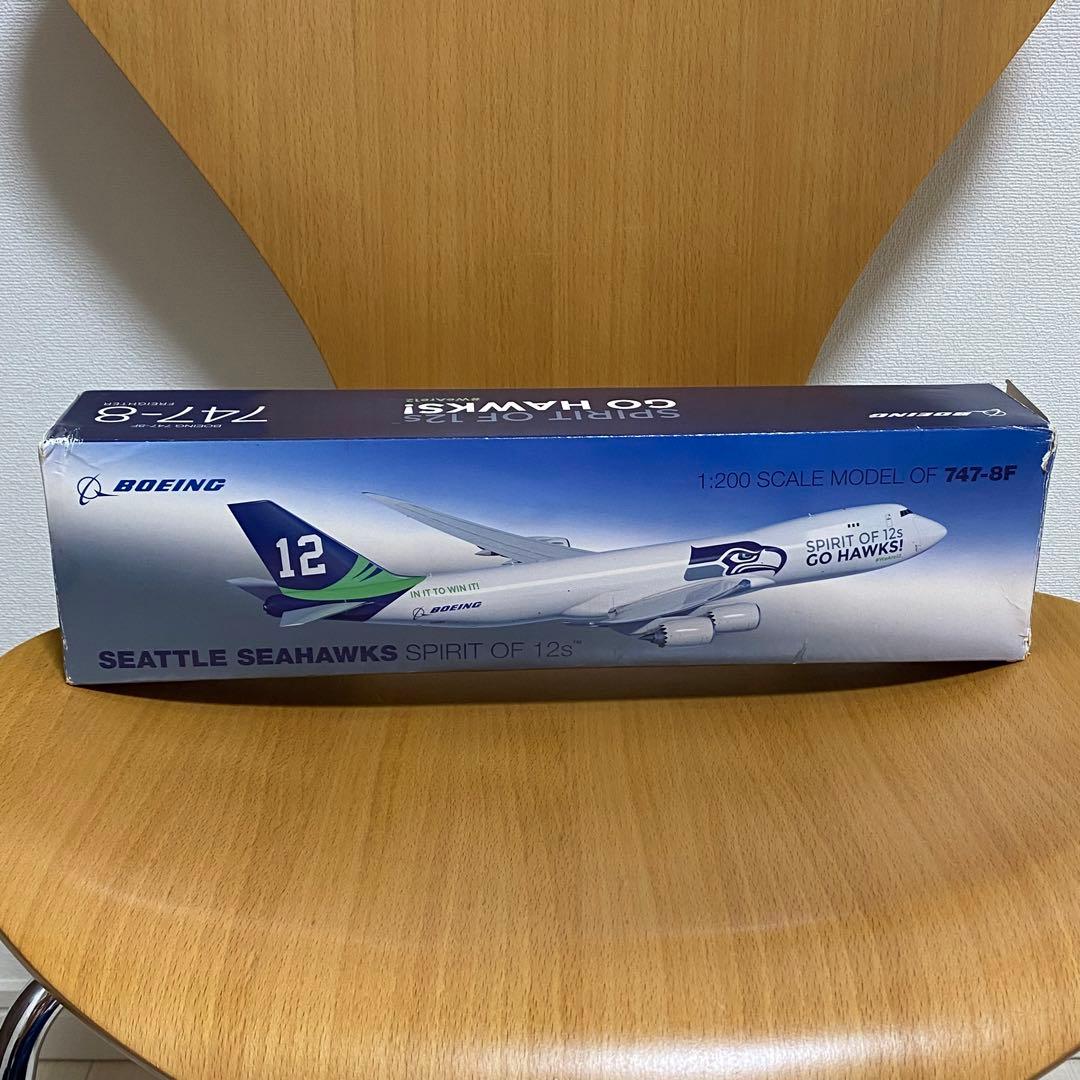 BOEING 747-8F
747-8
FREIGHTER
SPIRIT OF 12s
GO HAWKS!
#WeAre12
BOEING
BOEING
1:200 SCALE MODEL OF 747-8F
12
IN IT TO WIN IT!
BOEING
SPIRIT OF 12s
GO HAWKS!
#WeAre12
SEATTLE SEAHAWKS SPIRIT OF 12s™